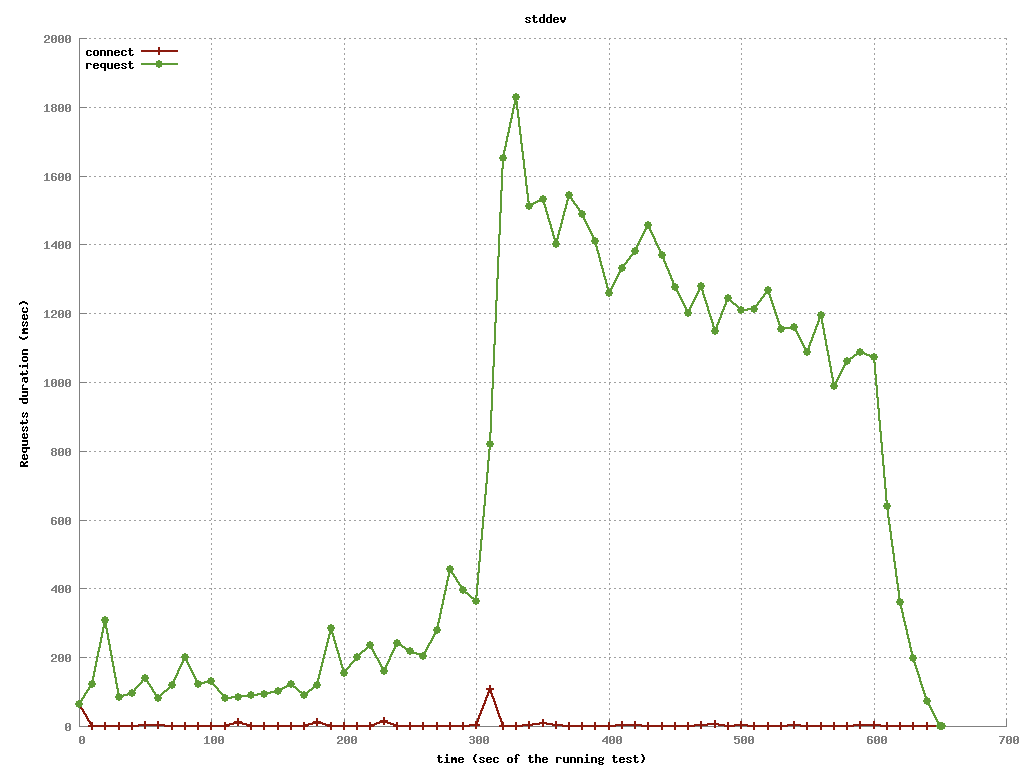 stddev
connect
request
2000
1800
1600
1400
1200
1000
800
600
400
200
0
Requests duration (msec)
0 100 200 300 400 500 600 700
time (sec of the running test)